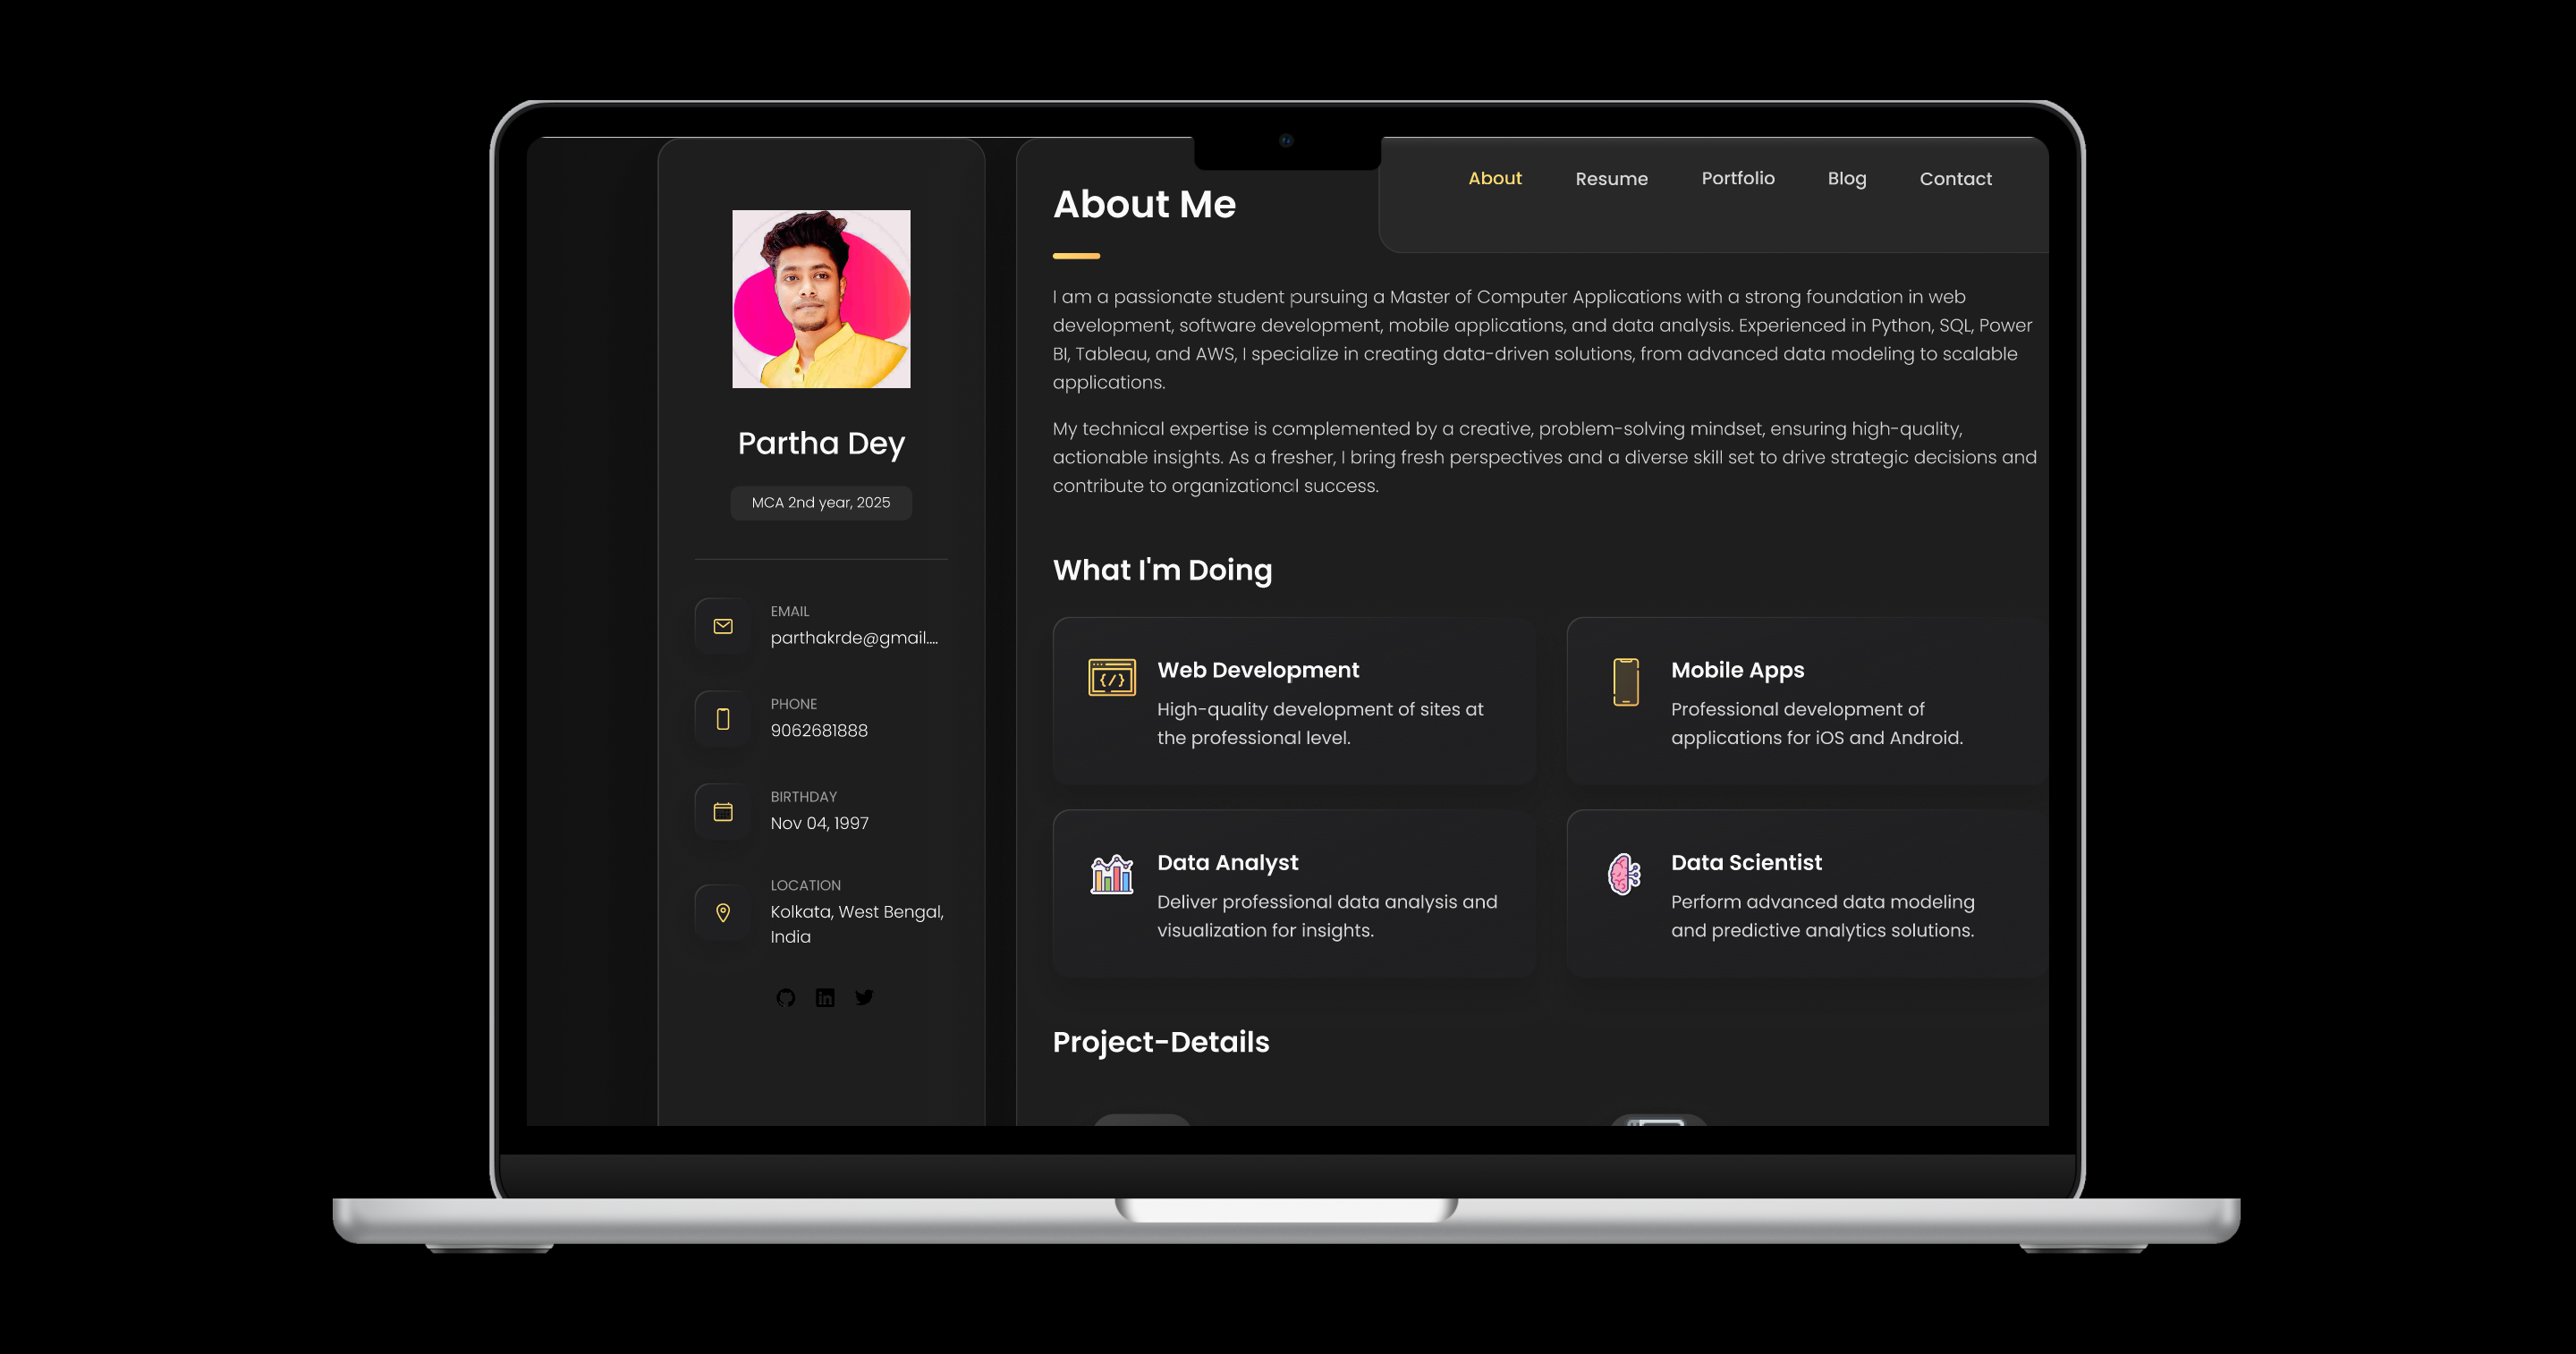 About Resume Portfolio Blog Contact
Partha Dey
MCA 2nd year, 2025
EMAIL
parthakrde@gmail....
PHONE
9062681888
BIRTHDAY
Nov 04, 1997
LOCATION
Kolkata, West Bengal,
India
About Me
I am a passionate student pursuing a Master of Computer Applications with a strong foundation in web
development, software development, mobile applications, and data analysis. Experienced in Python, SQL, Power
BI, Tableau, and AWS, I specialize in creating data-driven solutions, from advanced data modeling to scalable
applications.
My technical expertise is complemented by a creative, problem-solving mindset, ensuring high-quality,
actionable insights. As a fresher, I bring fresh perspectives and a diverse skill set to drive strategic decisions and
contribute to organizational success.
What I'm Doing
Web Development
High-quality development of sites at
the professional level.
Mobile Apps
Professional development of
applications for iOS and Android.
Data Analyst
Deliver professional data analysis and
visualization for insights.
Data Scientist
Perform advanced data modeling
and predictive analytics solutions.
Project-Details